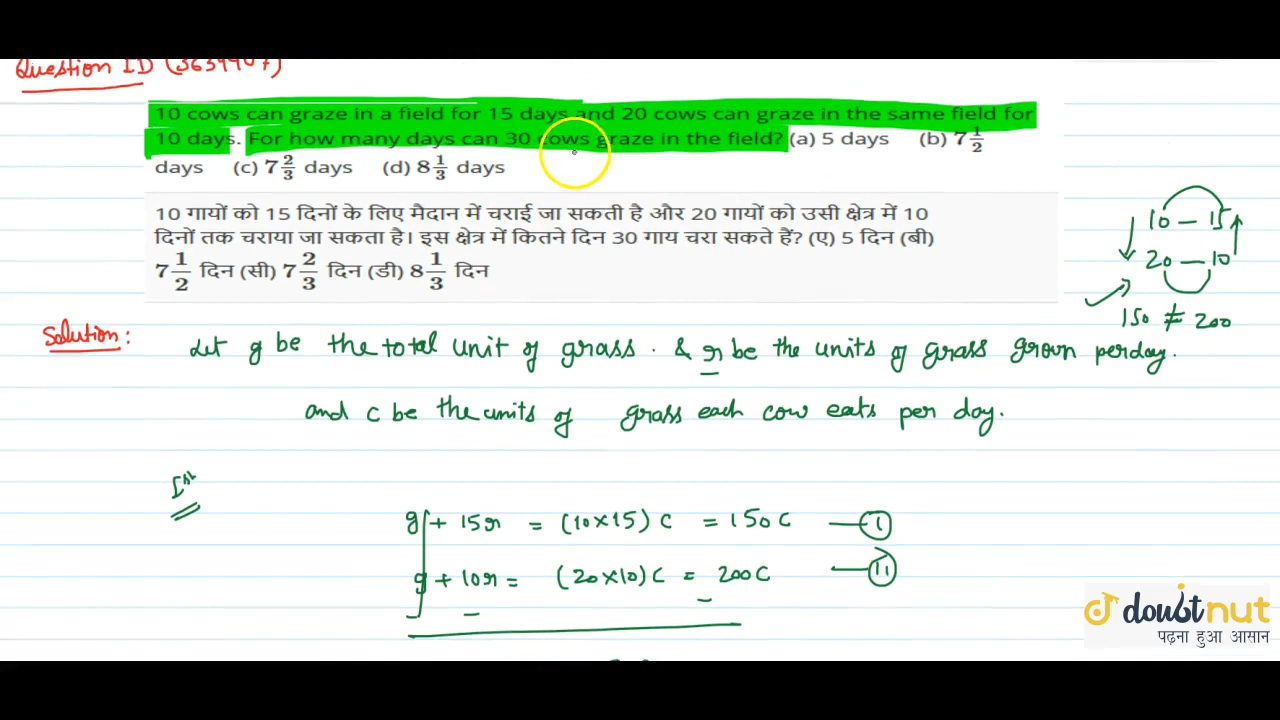 Question ID (3639907)
10 cows can graze in a field for 15 days and 20 cows can graze in the same field for
10 days. For how many days can 30 cows graze in the field? (a) 5 days (b) 7 1/2
days (c) 7 2/3 days (d) 8 1/3 days
10 गायों को 15 दिनों के लिए मैदान में चराई जा सकती है और 20 गायों को उसी क्षेत्र में 10
दिनों तक चराया जा सकता है। इस क्षेत्र में कितने दिन 30 गाय चरा सकते हैं? (ए) 5 दिन (बी)
7 1/2 दिन (सी) 7 2/3 दिन (डी) 8 1/3 दिन
10 — 15
20 — 10
150 ≠ 200
Solution:
Let g be the total unit of grass. & r be the units of grass grown per day.
and c be the units of grass each cow eats per day.
Ist
g + 15r = (10×15) C = 150C — I
g + 10r = (20×10) C = 200C — II
doubtnut
पढ़ना हुआ आसान